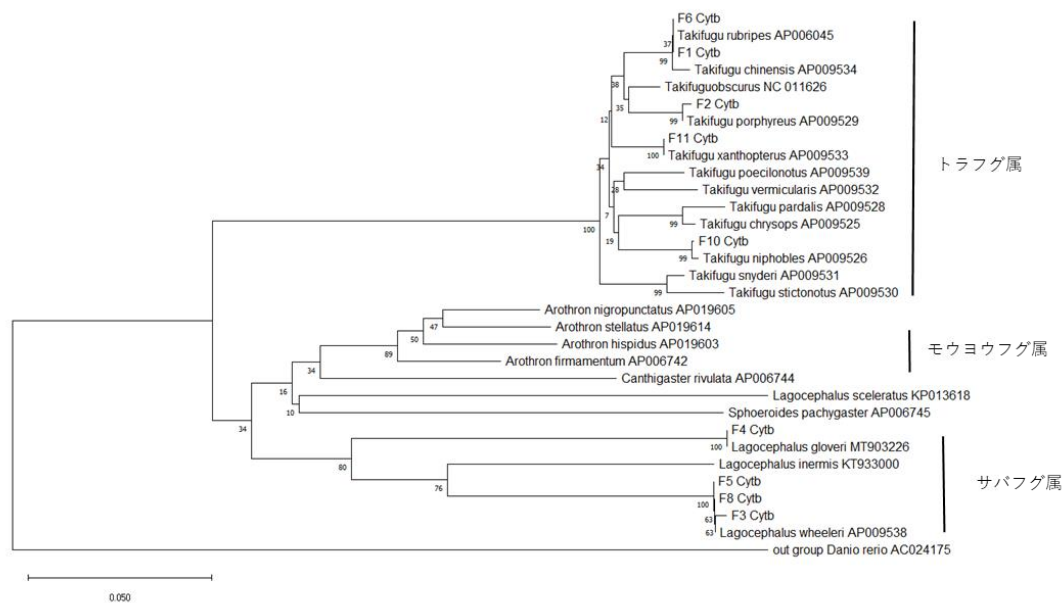 F6 Cytb
37
Takifugu rubripes AP006045
F1 Cytb
99
Takifugu chinensis AP009534
38
Takifuguobscurus NC 011626
35
F2 Cytb
99
Takifugu porphyreus AP009529
12
F11 Cytb
100
Takifugu xanthopterus AP009533
トラフグ属
34
Takifugu poecilonotus AP009539
28
Takifugu vermicularis AP009532
7
Takifugu pardalis AP009528
99
Takifugu chrysops AP009525
100
19
F10 Cytb
99
Takifugu niphobles AP009526
Takifugu snyderi AP009531
99
Takifugu stictonotus AP009530
Arothron nigropunctatus AP019605
47
Arothron stellatus AP019614
50
Arothron hispidus AP019603
モウヨウフグ属
89
Arothron firmamentum AP006742
34
Canthigaster rivulata AP006744
16
Lagocephalus sceleratus KP013618
10
Sphoeroides pachygaster AP006745
34
F4 Cytb
100
Lagocephalus gloveri MT903226
80
Lagocephalus inermis KT933000
76
F5 Cytb
サバフグ属
100
F8 Cytb
63
F3 Cytb
63
Lagocephalus wheeleri AP009538
out group Danio rerio AC024175
0.050